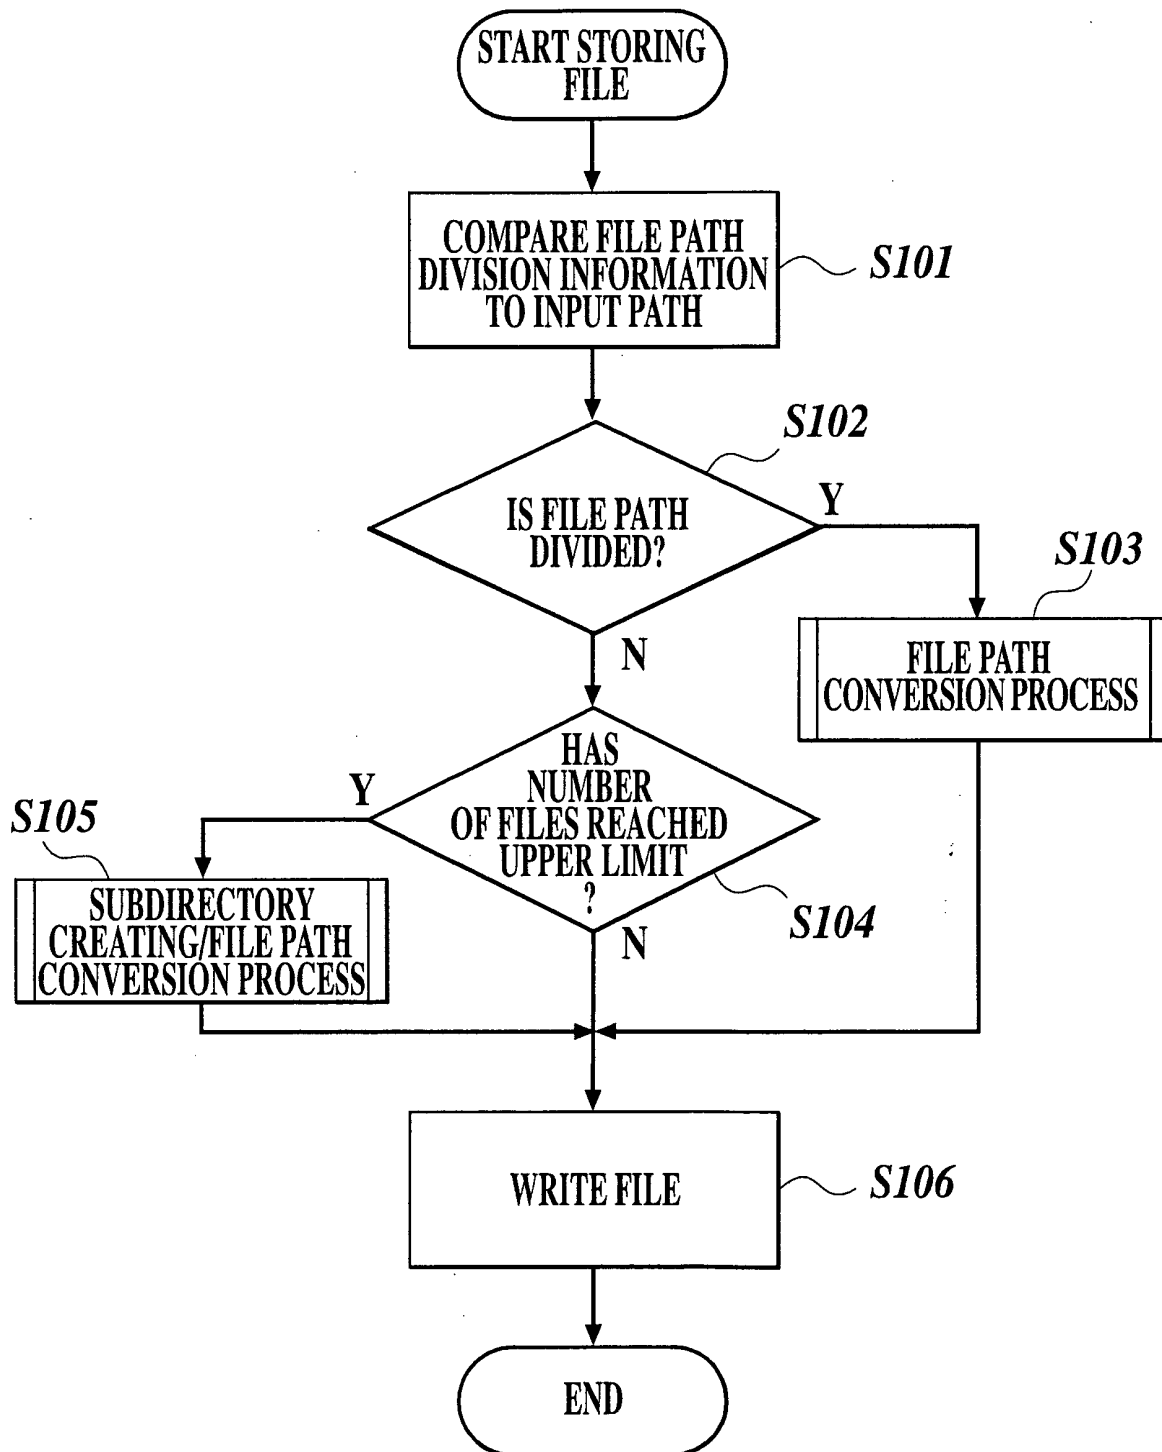 START STORING
FILE
COMPARE FILE PATH
DIVISION INFORMATION
TO INPUT PATH
S101
S102
IS FILE PATH
DIVIDED?
Y
N
S103
FILE PATH
CONVERSION PROCESS
HAS
NUMBER
OF FILES REACHED
UPPER LIMIT
?
Y
N
S104
S105
SUBDIRECTORY
CREATING/FILE PATH
CONVERSION PROCESS
WRITE FILE
S106
END